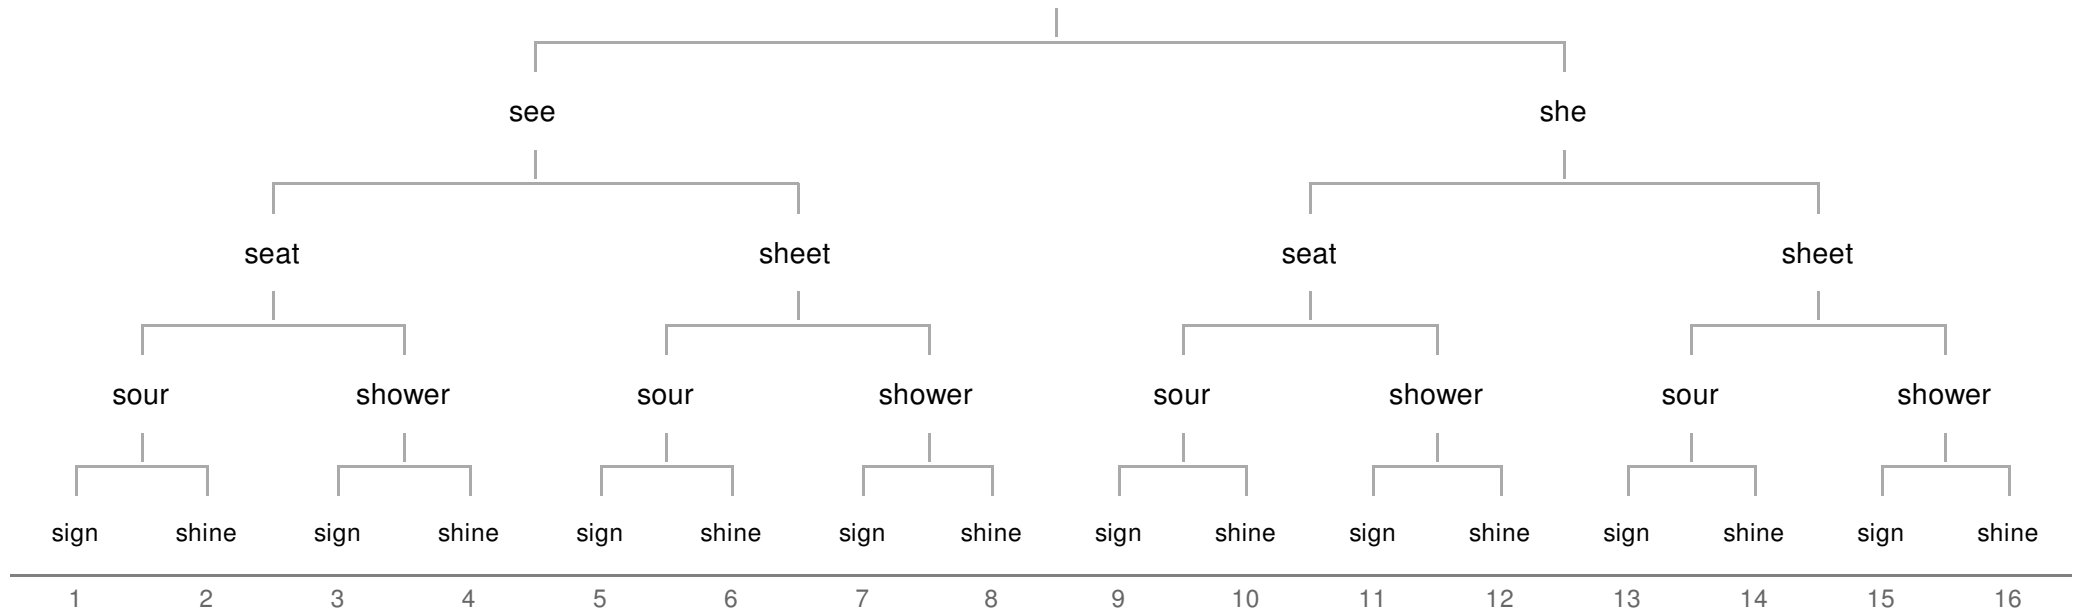 see she
seat sheet seat sheet
sour shower sour shower sour shower sour shower
sign shine sign shine sign shine sign shine sign shine sign shine sign shine sign shine
1 2 3 4 5 6 7 8 9 10 11 12 13 14 15 16